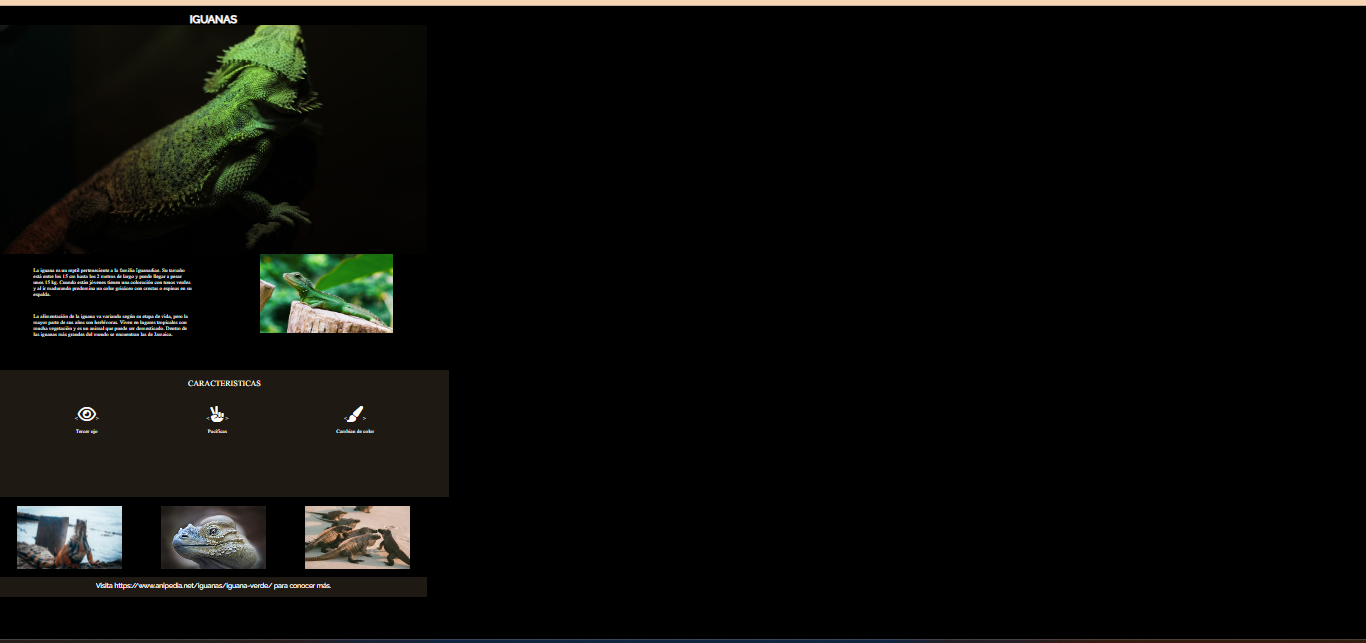 IGUANAS
La iguana es un reptil perteneciente a la familia Iguanadiae. Su tamaño
está entre los 15 cm hasta los 2 metros de largo y puede llegar a pesar
unos 15 kg. Cuando están jóvenes tienen una coloración con tonos verdes
y al ir madurando predomina un color grisáceo con crestas o espinas en su
espalda.
La alimentación de la iguana va variando según su etapa de vida, pero la
mayor parte de sus años son herbívoras. Viven en lugares tropicales con
mucha vegetación y es un animal que puede ser domesticado. Dentro de
las iguanas más grandes del mundo se encuentran las de Jamaica.
CARACTERISTICAS
< >
< >
< >
Tercer ojo
Pacificas
Cambian de color
Visita https://www.anipedia.net/iguanas/iguana-verde/ para conocer más.